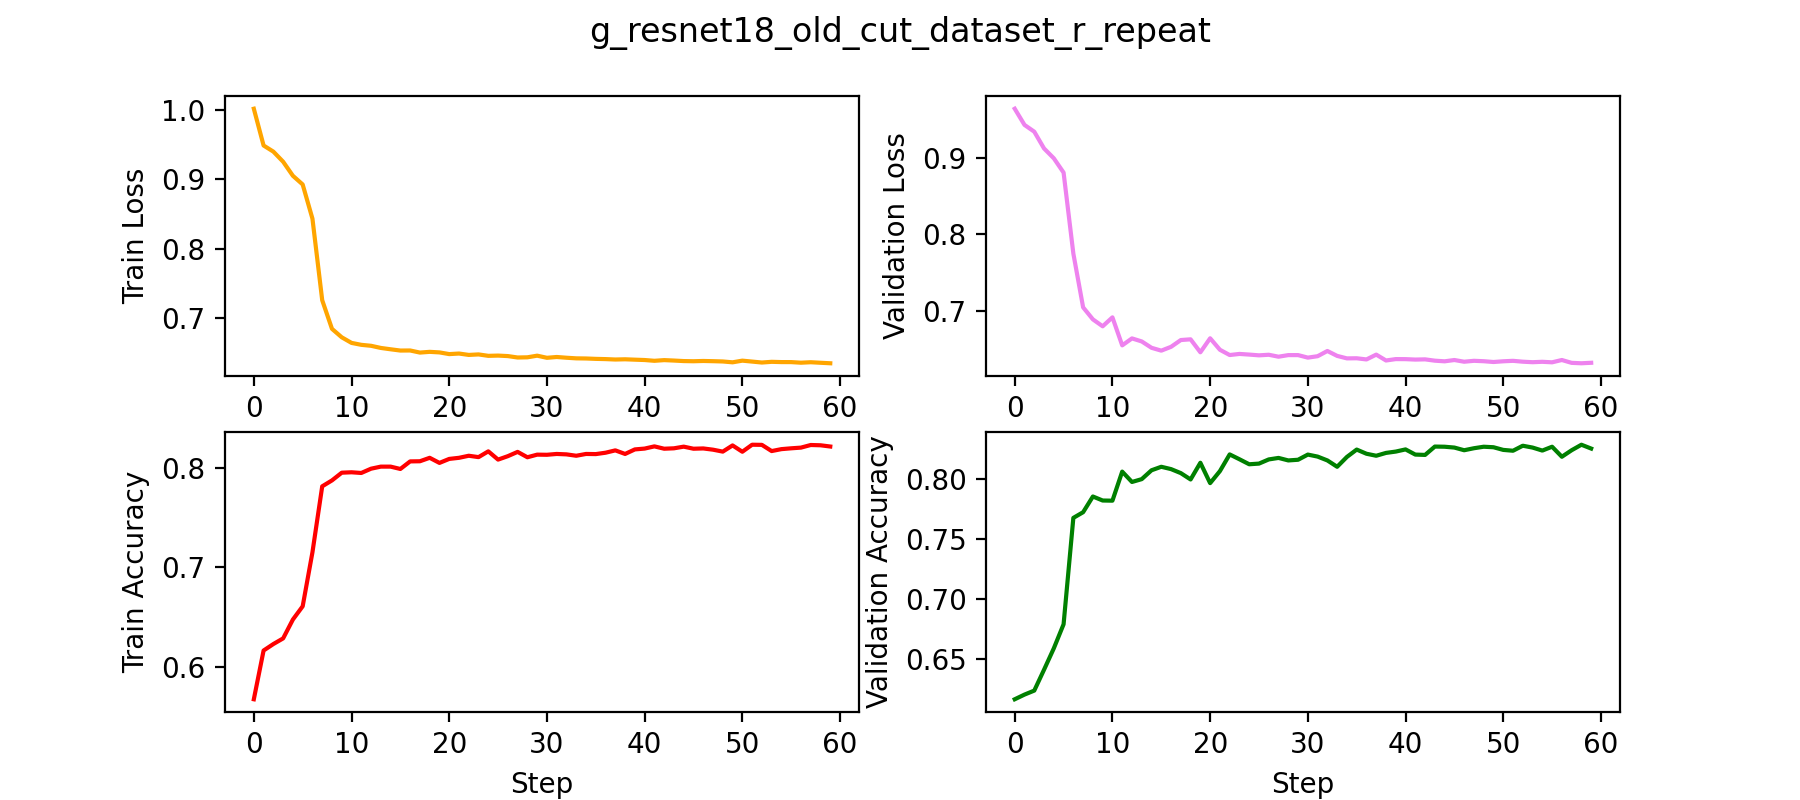 g_resnet18_old_cut_dataset_r_repeat
Train Loss
1.0
0.9
0.8
0.7
0 10 20 30 40 50 60
Validation Loss
0.9
0.8
0.7
0 10 20 30 40 50 60
Train Accuracy
0.8
0.7
0.6
0 10 20 30 40 50 60
Step
Validation Accuracy
0.80
0.75
0.70
0.65
0 10 20 30 40 50 60
Step